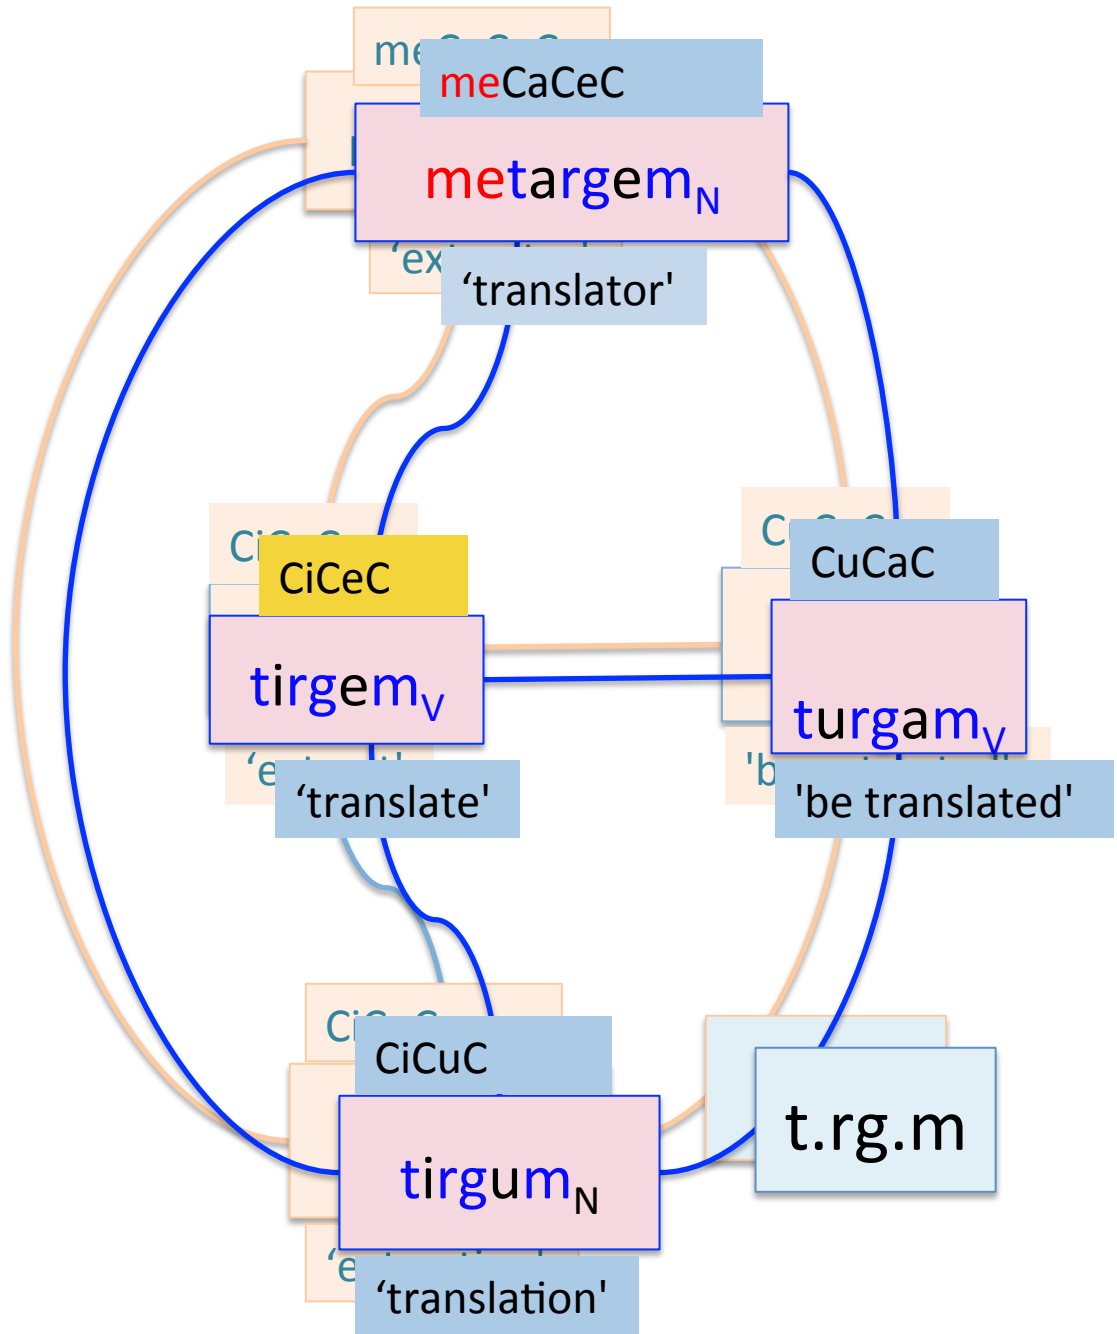 meCaCeC
metargemN
‘translator'
CiCeC
CuCaC
tirgemV
turgamV
‘translate'
'be translated'
CiCuC
t.rg.m
tirgumN
‘translation'